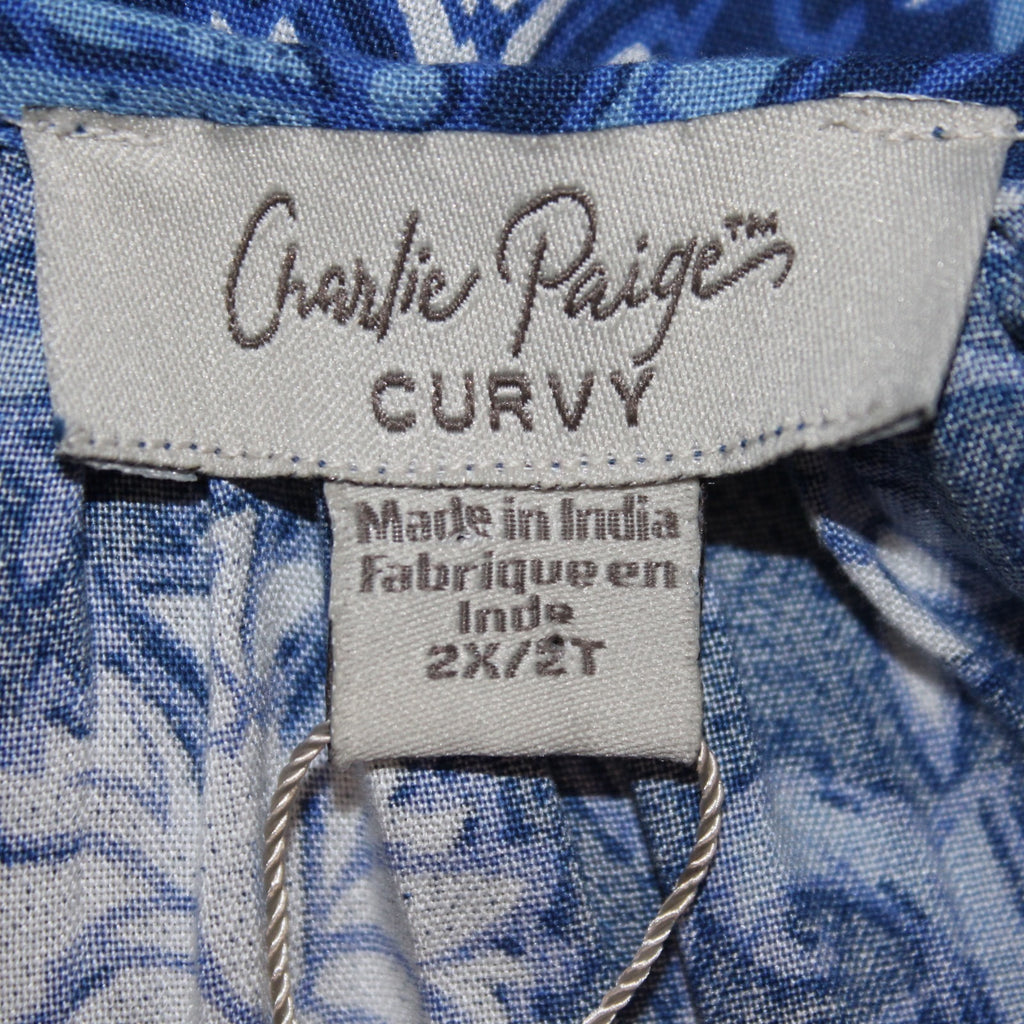 Charlie Paige™
CURVY
Made in India
Fabrique en
Inde
2X/2T